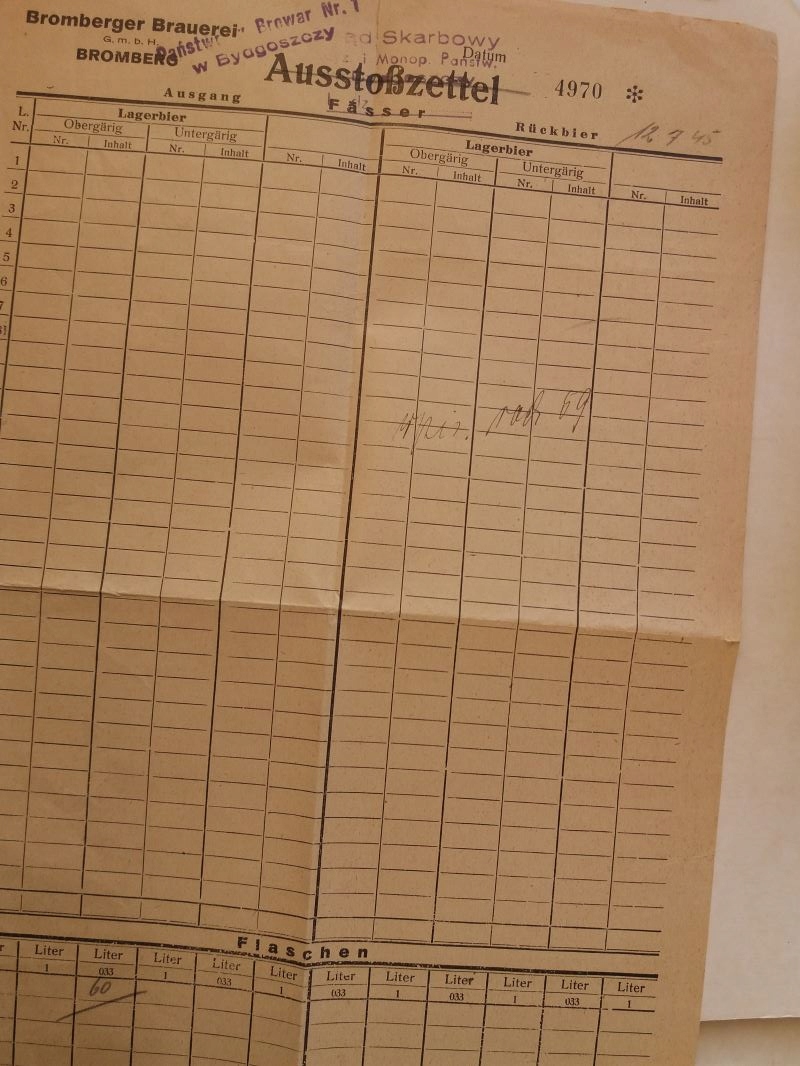 Bromberger Brauerei
G. m. b. H.
BROMBERG
Browar Nr. 1
w Bydgoszczy
Skarbowy
i Monop. Państw.
Datum
Ausstoßzettel
4970 ✻
12 7 45
Ausgang
Fässer
Rückbier
L. Nr.
Lagerbier
Lagerbier
Obergärig Untergärig
Obergärig Untergärig
Nr. Inhalt Nr. Inhalt Nr. Inhalt Nr. Inhalt Nr. Inhalt Nr. Inhalt
1
2
3
4
5
6
7
59
Flaschen
Liter Liter Liter Liter Liter Liter Liter Liter Liter Liter Liter
1 033 1 033 1 033 1 033 1 033 1
60